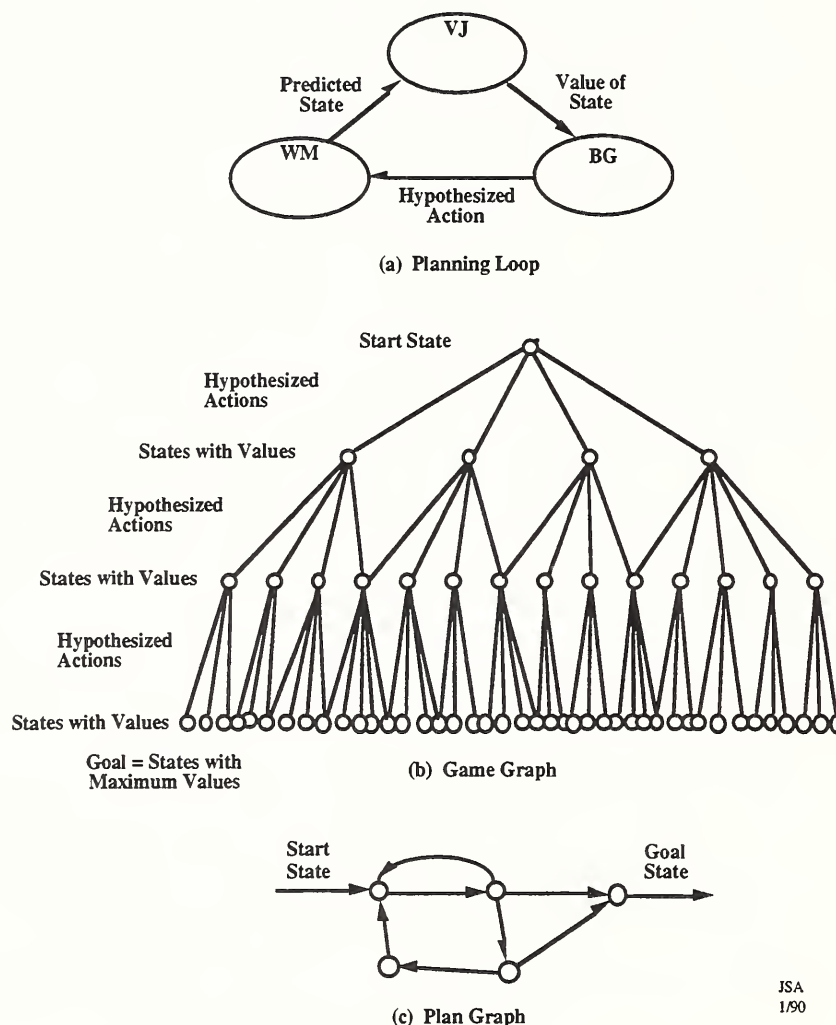 VJ
Predicted
State
Value of
State
WM
BG
Hypothesized
Action
(a) Planning Loop
Start State
Hypothesized
Actions
States with Values
Hypothesized
Actions
States with Values
Hypothesized
Actions
States with Values
Goal = States with
Maximum Values
(b) Game Graph
Start
State
Goal
State
(c) Plan Graph
JSA
1/90